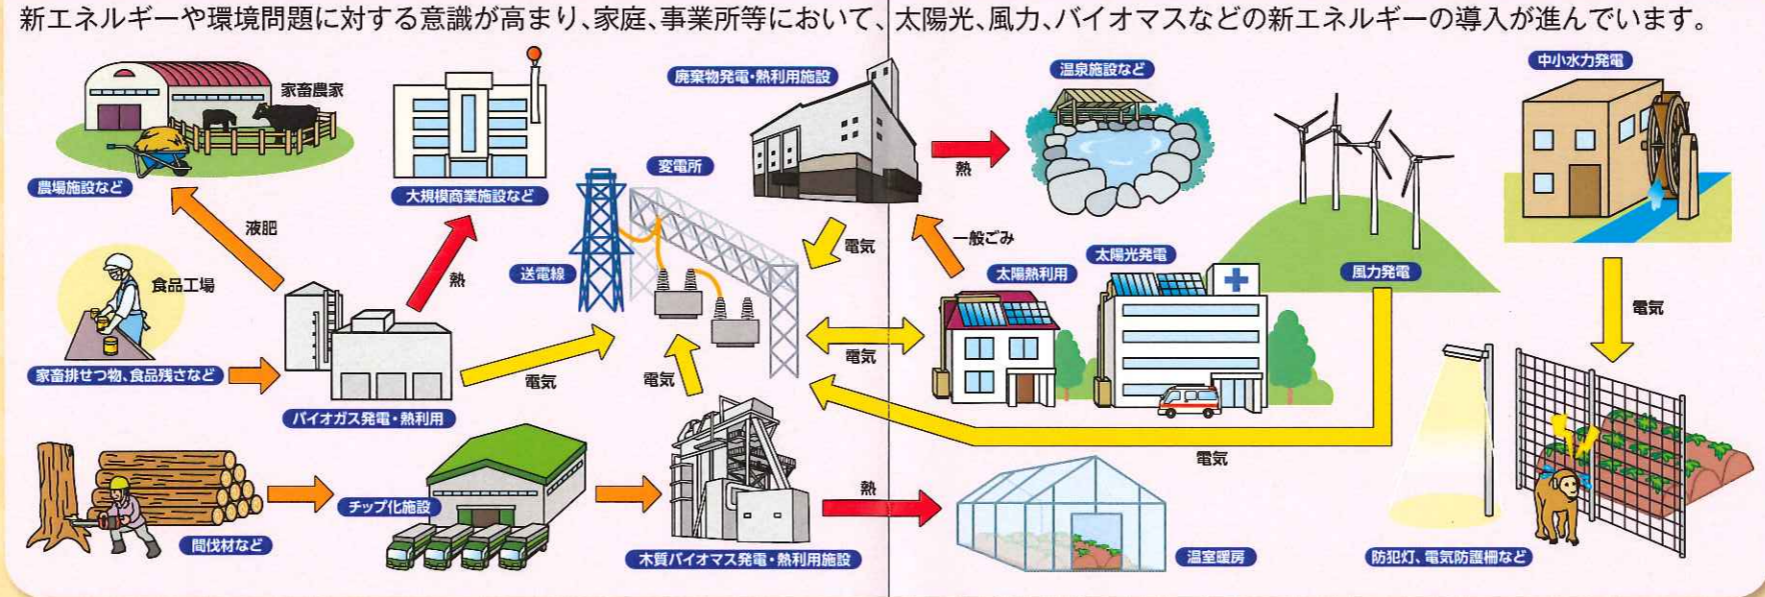 新エネルギーや環境問題に対する意識が高まり、家庭、事業所等において、太陽光、風力、バイオマスなどの新エネルギーの導入が進んでいます。
家畜農家
農場施設など
大規模商業施設など
廃棄物発電・熱利用施設
温泉施設など
中小水力発電
変電所
熱
液肥
熱
電気
一般ごみ
送電線
太陽熱利用
太陽光発電
風力発電
食品工場
電気
家畜排せつ物、食品残さなど
電気
電気
電気
バイオガス発電・熱利用
電気
チップ化施設
熱
間伐材など
木質バイオマス発電・熱利用施設
温室暖房
防犯灯、電気防護柵など